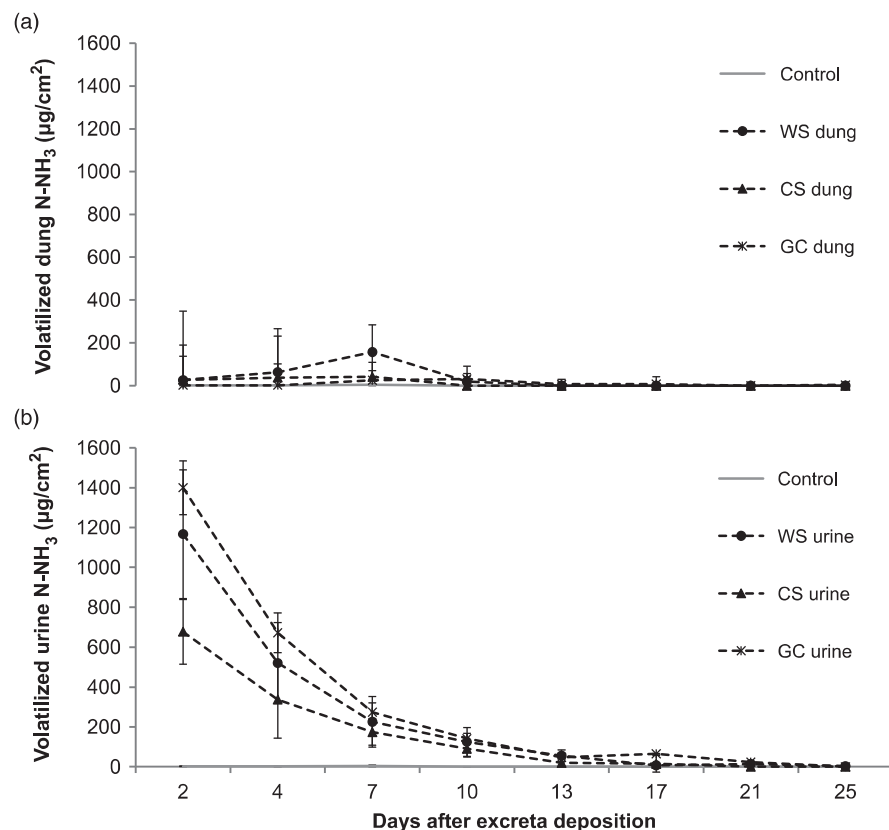 (a)
Volatilized dung N-NH3 (µg/cm²)
1600
1400
1200
1000
800
600
400
200
0
Control
WS dung
CS dung
GC dung
(b)
Volatilized urine N-NH3 (µg/cm²)
1600
1400
1200
1000
800
600
400
200
0
Control
WS urine
CS urine
GC urine
2 4 7 10 13 17 21 25
Days after excreta deposition